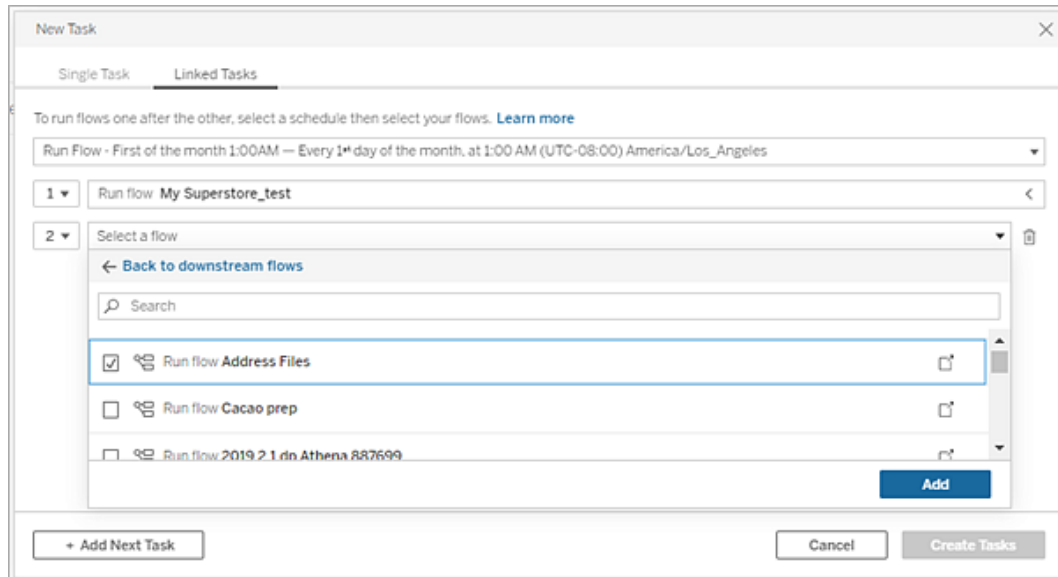 New Task
Single Task Linked Tasks
To run flows one after the other, select a schedule then select your flows. Learn more
Run Flow - First of the month 1:00AM — Every 1st day of the month, at 1:00 AM (UTC-08:00) America/Los_Angeles
1 Run flow My Superstore_test
2 Select a flow
Back to downstream flows
Search
Run flow Address Files
Run flow Cacao prep
Run flow 2019 2 1 dp Athena 887699
+ Add Next Task Add
Cancel Create Tasks